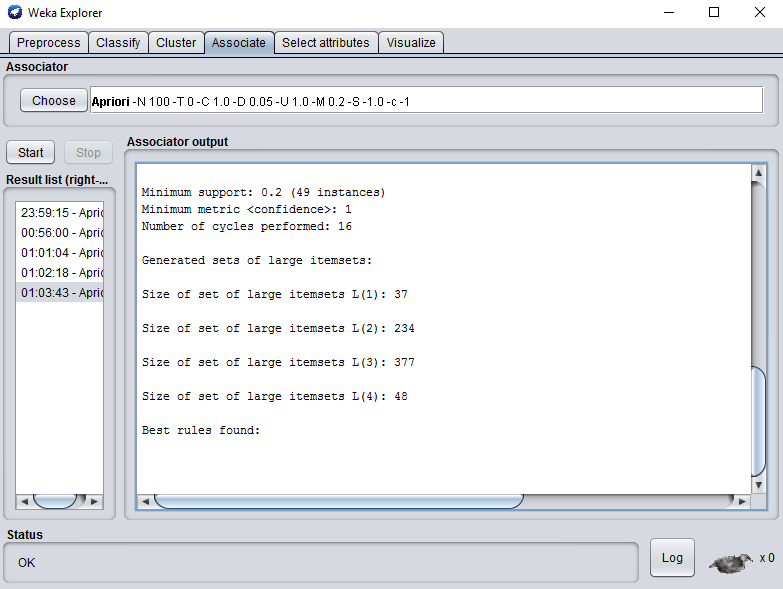 Weka Explorer
Preprocess Classify Cluster Associate Select attributes Visualize
Associator
Choose Apriori -N 100 -T 0 -C 1.0 -D 0.05 -U 1.0 -M 0.2 -S -1.0 -c -1
Start Stop
Result list (right-...
23:59:15 - Aprio
00:56:00 - Aprio
01:01:04 - Aprio
01:02:18 - Aprio
01:03:43 - Aprio
Associator output
Minimum support: 0.2 (49 instances)
Minimum metric <confidence>: 1
Number of cycles performed: 16
Generated sets of large itemsets:
Size of set of large itemsets L(1): 37
Size of set of large itemsets L(2): 234
Size of set of large itemsets L(3): 377
Size of set of large itemsets L(4): 48
Best rules found:
Status
OK
Log
x 0